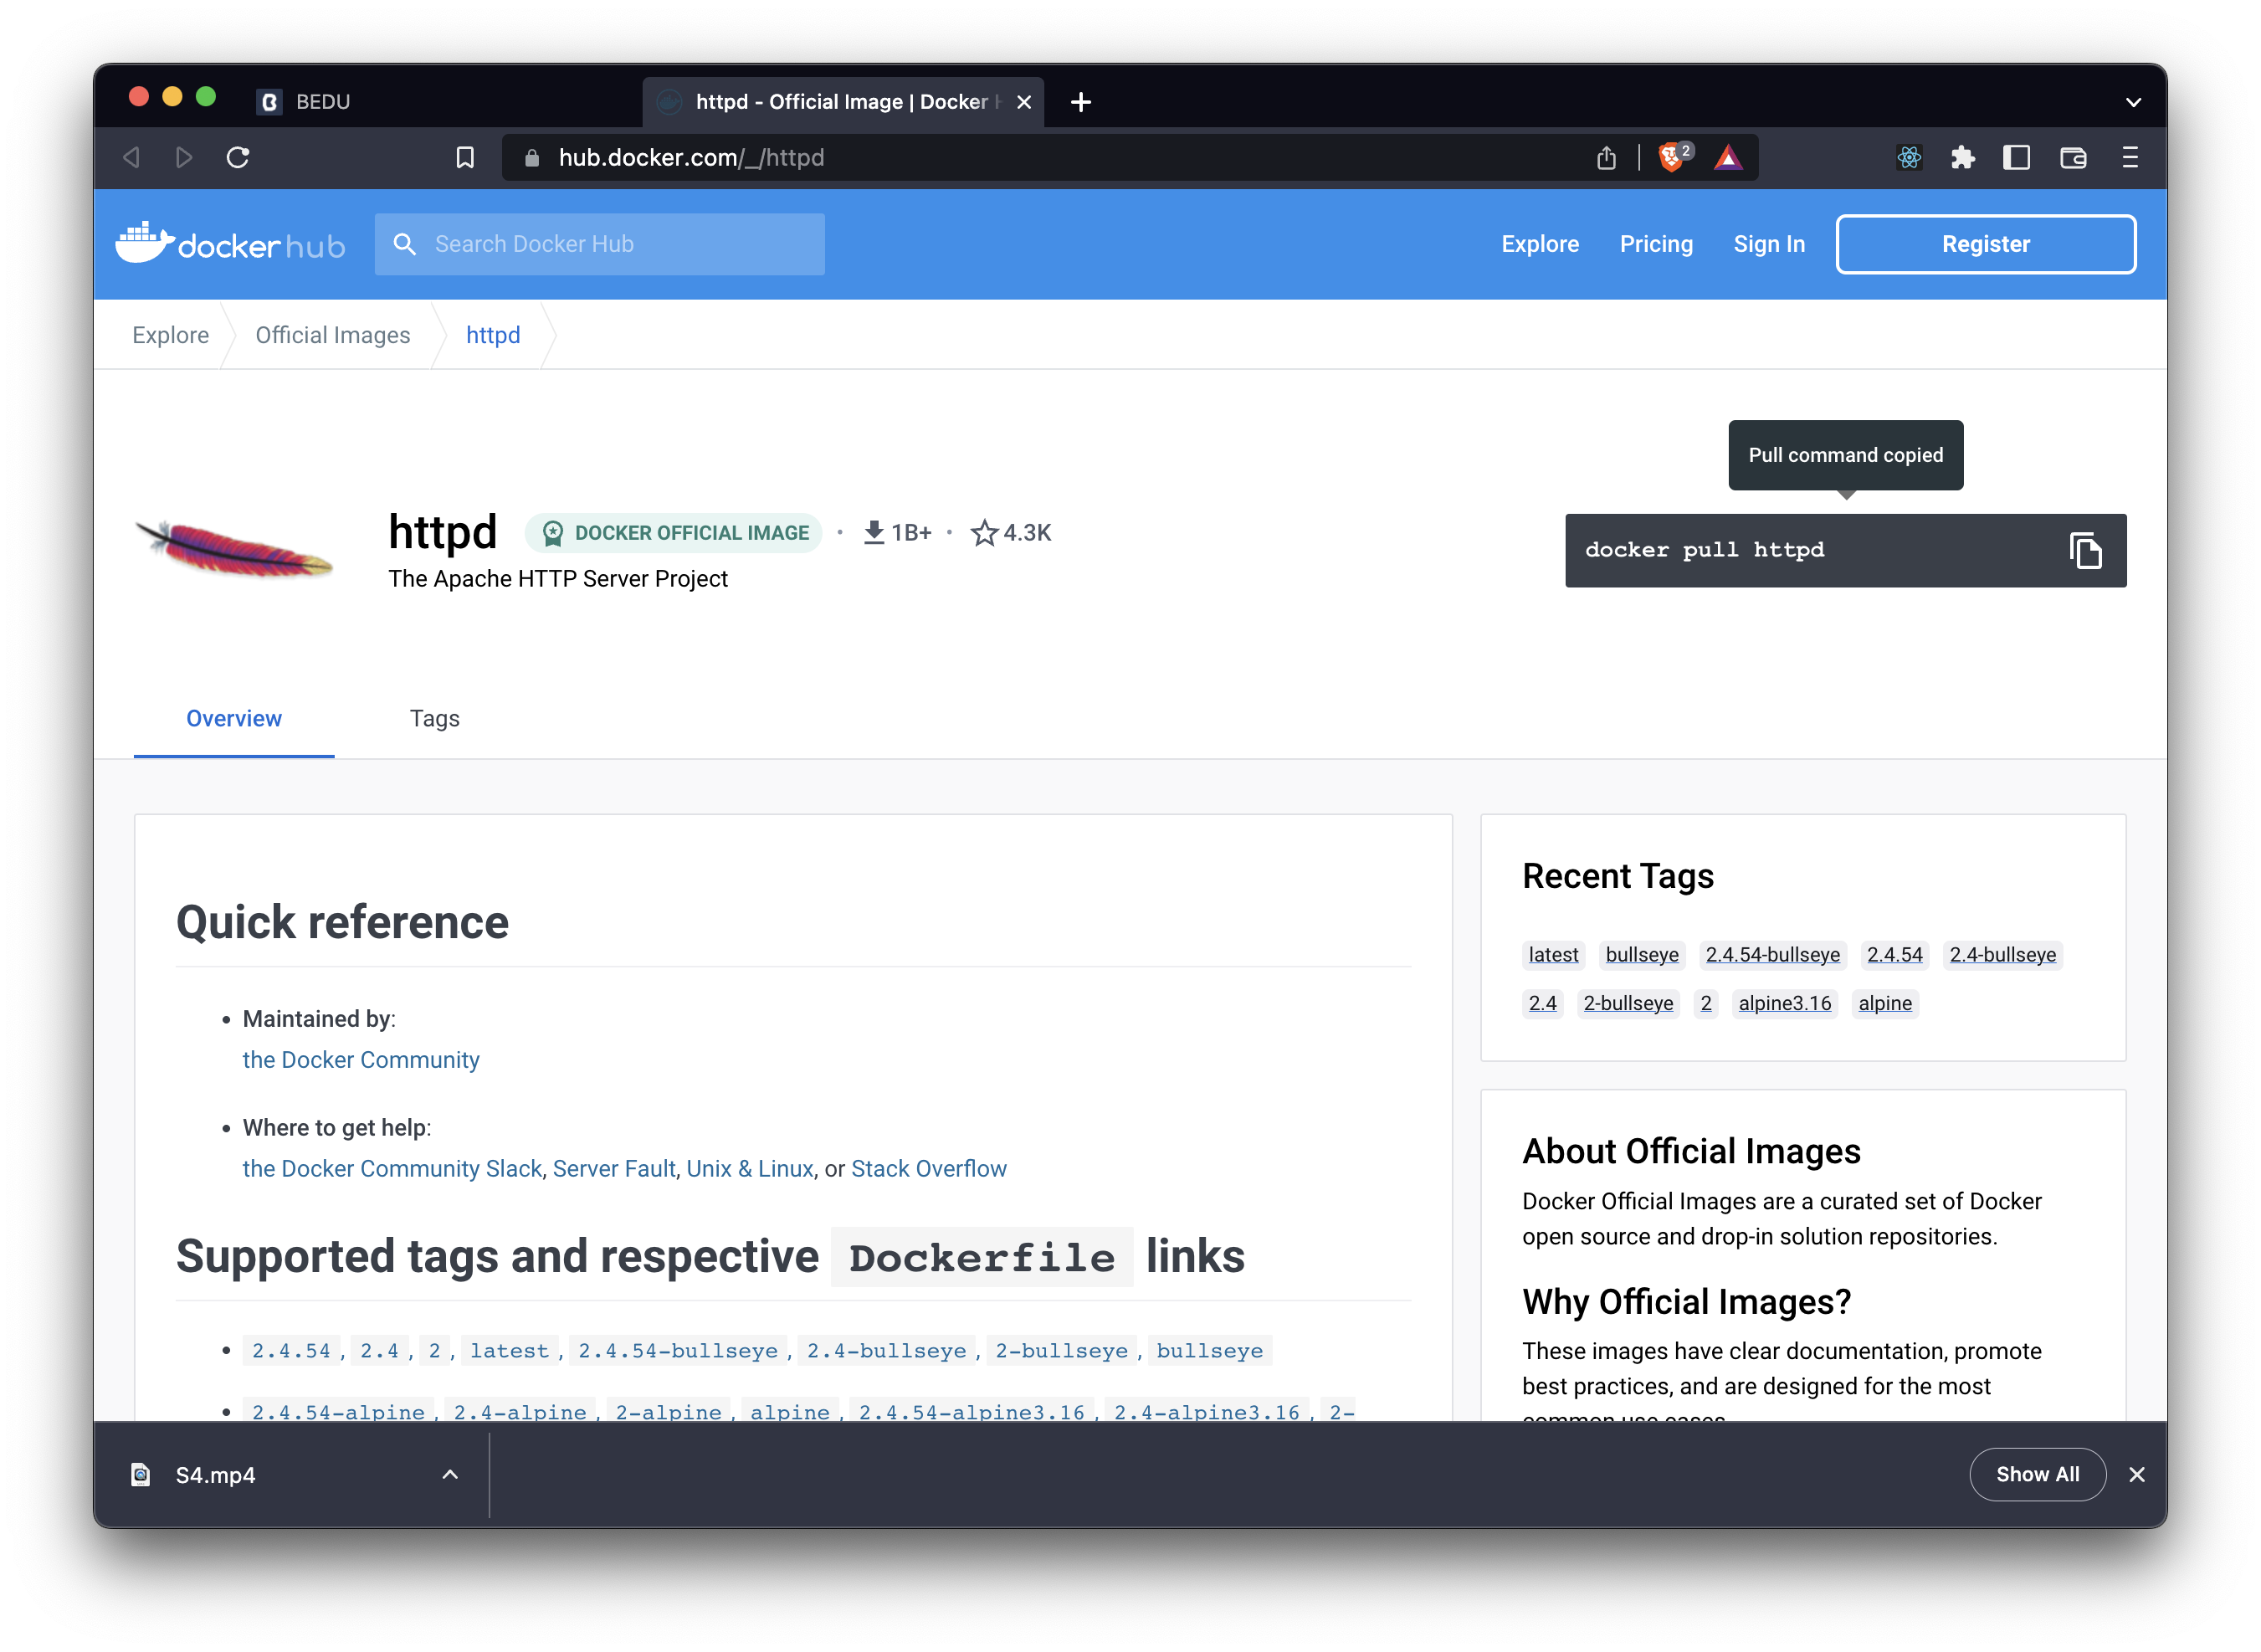 BEDU
httpd - Official Image | Docker H
hub.docker.com/_/httpd
2
docker hub
Search Docker Hub
Explore
Pricing
Sign In
Register
Explore
Official Images
httpd
Pull command copied
httpd
DOCKER OFFICIAL IMAGE
· 1B+ · 4.3K
docker pull httpd
The Apache HTTP Server Project
Overview
Tags
Quick reference
• Maintained by:
the Docker Community
• Where to get help:
the Docker Community Slack, Server Fault, Unix & Linux, or Stack Overflow
Supported tags and respective Dockerfile links
• 2.4.54, 2.4, 2, latest, 2.4.54-bullseye, 2.4-bullseye, 2-bullseye, bullseye
• 2.4.54-alpine, 2.4-alpine, 2-alpine, alpine, 2.4.54-alpine3.16, 2.4-alpine3.16, 2-
Recent Tags
latest bullseye 2.4.54-bullseye 2.4.54 2.4-bullseye
2.4 2-bullseye 2 alpine3.16 alpine
About Official Images
Docker Official Images are a curated set of Docker
open source and drop-in solution repositories.
Why Official Images?
These images have clear documentation, promote
best practices, and are designed for the most
common use cases.
S4.mp4
Show All